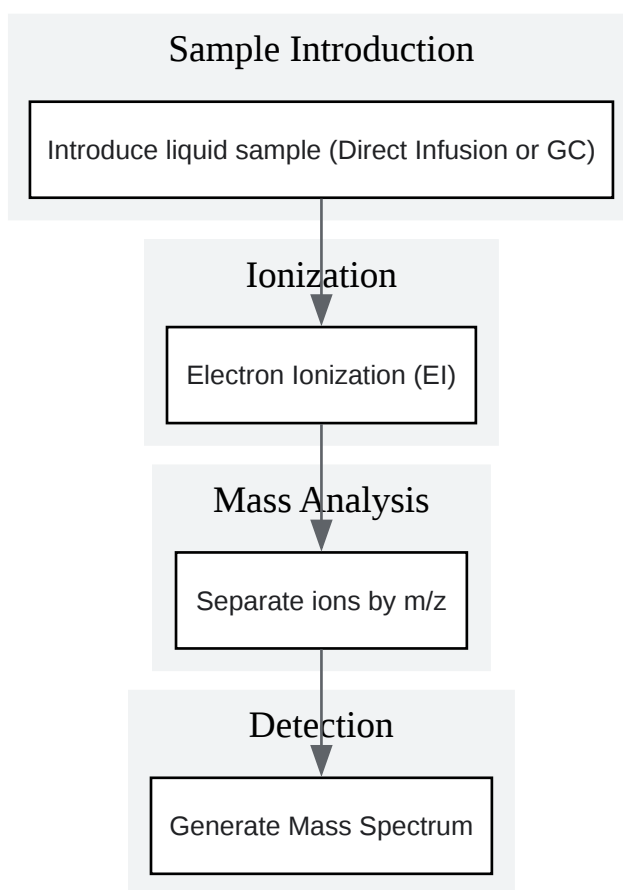 Sample Introduction
Introduce liquid sample (Direct Infusion or GC)
Ionization
Electron Ionization (EI)
Mass Analysis
Separate ions by m/z
Detection
Generate Mass Spectrum